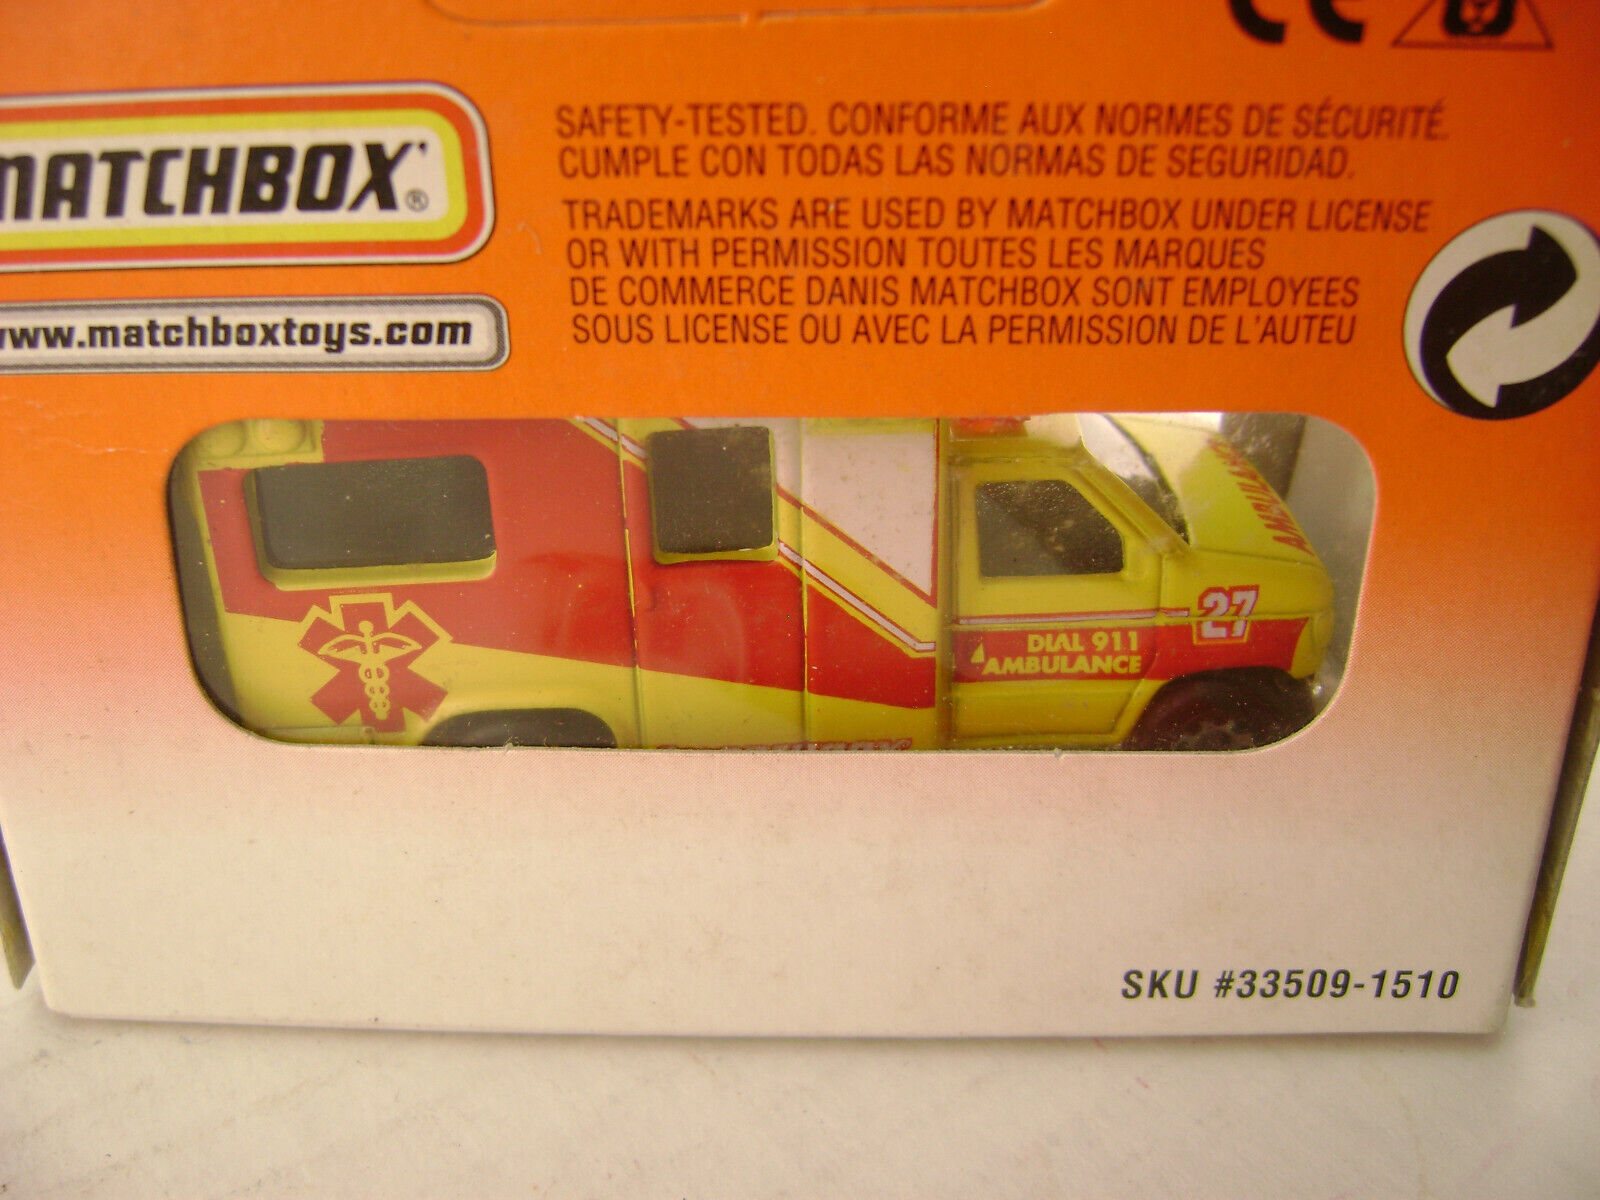 CE
MATCHBOX®
www.matchboxtoys.com
SAFETY-TESTED. CONFORME AUX NORMES DE SÉCURITÉ.
CUMPLE CON TODAS LAS NORMAS DE SEGURIDAD.
TRADEMARKS ARE USED BY MATCHBOX UNDER LICENSE
OR WITH PERMISSION TOUTES LES MARQUES
DE COMMERCE DANIS MATCHBOX SONT EMPLOYEES
SOUS LICENSE OU AVEC LA PERMISSION DE L'AUTEU
AMBULANCE
27
DIAL 911
AMBULANCE
SKU #33509-1510